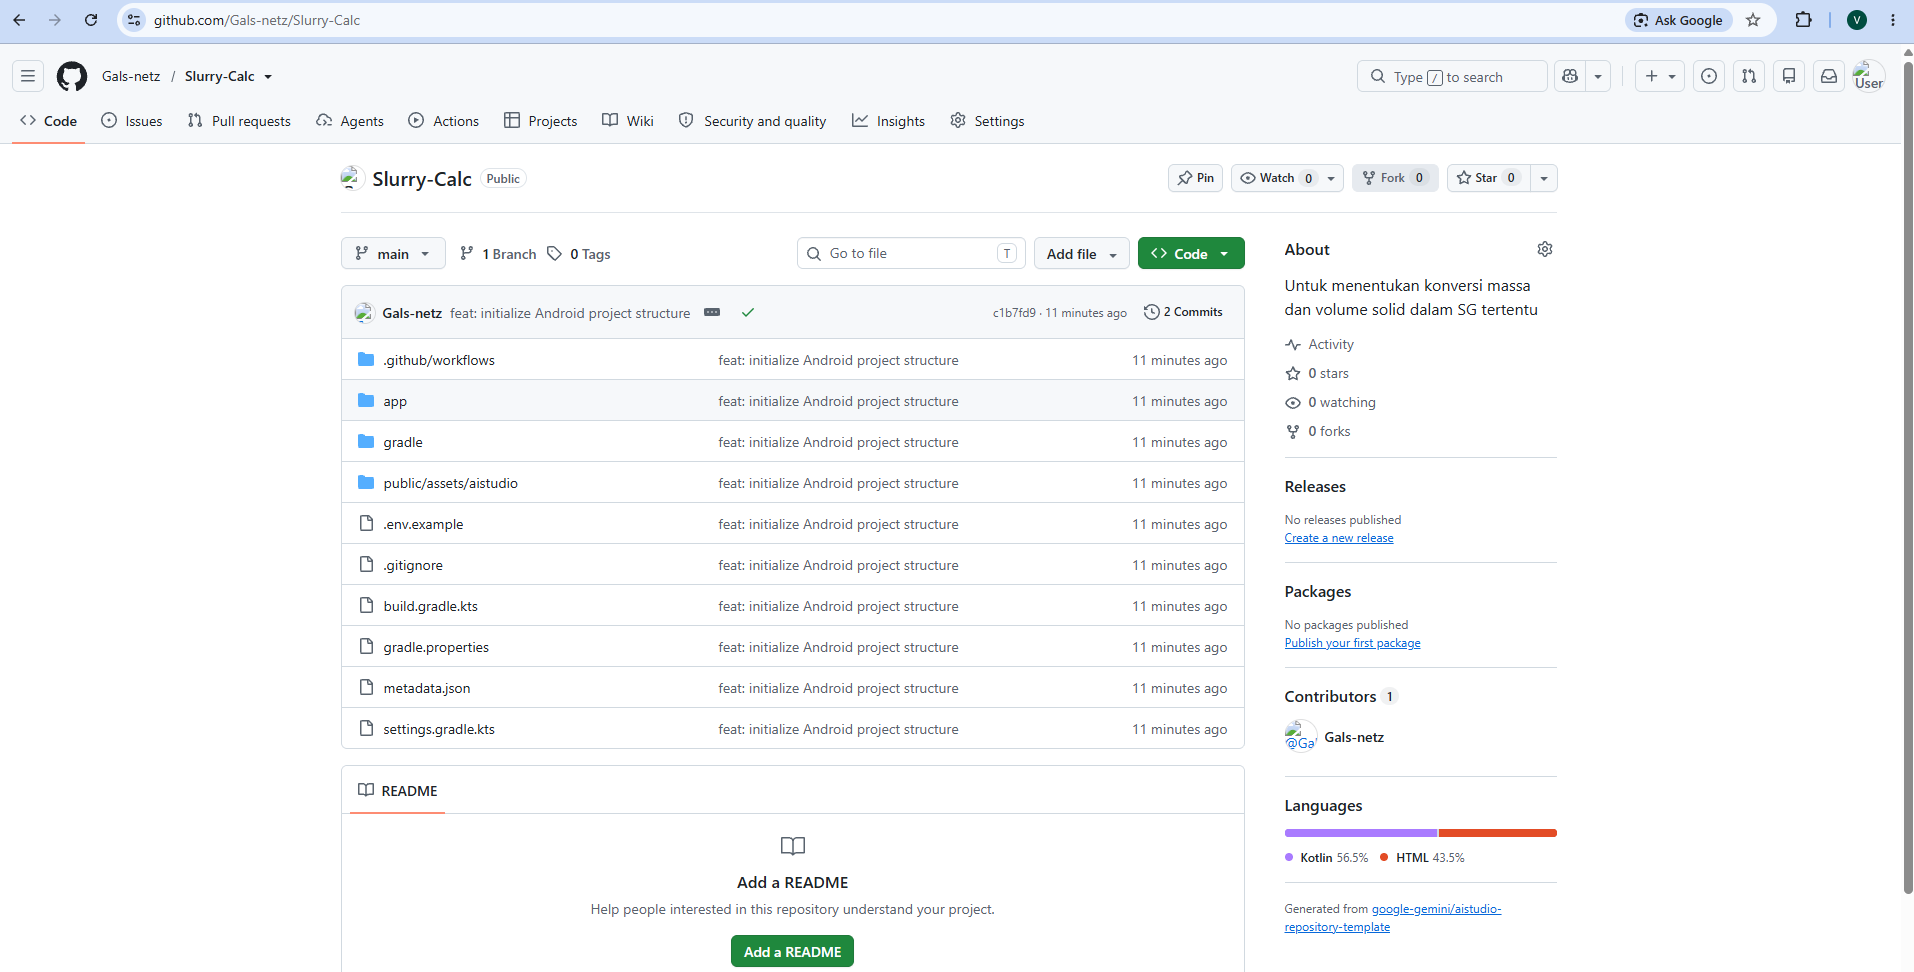 github.com/Gals-netz/Slurry-Calc
Ask Google
V
Gals-netz / Slurry-Calc
Type / to search
User
Code
Issues
Pull requests
Agents
Actions
Projects
Wiki
Security and quality
Insights
Settings
Slurry-Calc
Public
Pin
Watch 0
Fork 0
Star 0
main
1 Branch
0 Tags
Go to file
T
Add file
Code
Gals-netz feat: initialize Android project structure
c1b7fd9 · 11 minutes ago
2 Commits
.github/workflows feat: initialize Android project structure 11 minutes ago
app feat: initialize Android project structure 11 minutes ago
gradle feat: initialize Android project structure 11 minutes ago
public/assets/aistudio feat: initialize Android project structure 11 minutes ago
.env.example feat: initialize Android project structure 11 minutes ago
.gitignore feat: initialize Android project structure 11 minutes ago
build.gradle.kts feat: initialize Android project structure 11 minutes ago
gradle.properties feat: initialize Android project structure 11 minutes ago
metadata.json feat: initialize Android project structure 11 minutes ago
settings.gradle.kts feat: initialize Android project structure 11 minutes ago
README
Add a README
Help people interested in this repository understand your project.
Add a README
About
Untuk menentukan konversi massa
dan volume solid dalam SG tertentu
Activity
0 stars
0 watching
0 forks
Releases
No releases published
Create a new release
Packages
No packages published
Publish your first package
Contributors 1
@Ga
Gals-netz
Languages
Kotlin 56.5%
HTML 43.5%
Generated from google-gemini/aistudio-
repository-template